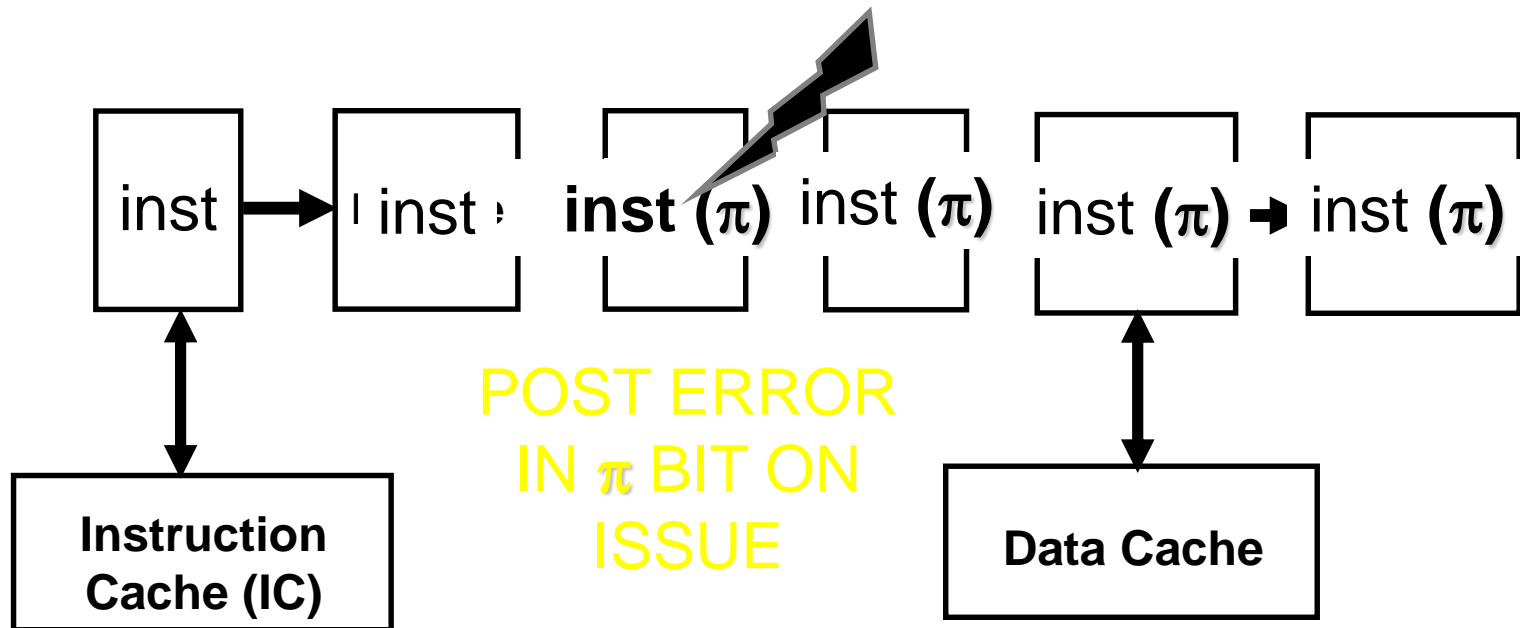 inst
inst
inst (π)
inst (π)
inst (π)
inst (π)
POST ERROR
IN π BIT ON
ISSUE
Instruction
Cache (IC)
Data Cache